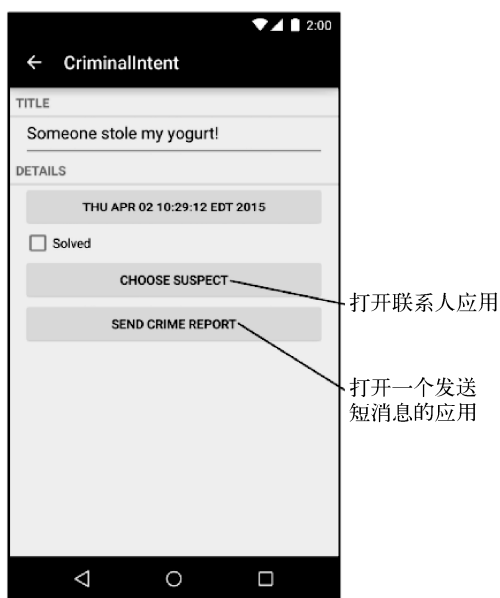 2:00
CriminalIntent
TITLE
Someone stole my yogurt!
DETAILS
THU APR 02 10:29:12 EDT 2015
Solved
CHOOSE SUSPECT
打开联系人应用
SEND CRIME REPORT
打开一个发送
短消息的应用